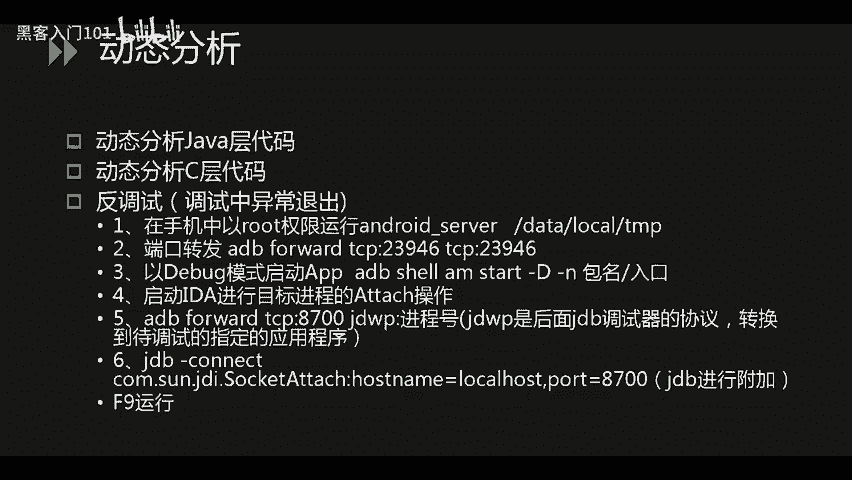 黑客入门101
动态分析
动态分析Java层代码
动态分析C层代码
反调试（调试中异常退出)
• 1、在手机中以root权限运行android_server /data/local/tmp
• 2、端口转发 adb forward tcp:23946 tcp:23946
• 3、以Debug模式启动App adb shell am start -D -n 包名/入口
• 4、启动IDA进行目标进程的Attach操作
• 5、adb forward tcp:8700 jdwp:进程号(jdwp是后面jdb调试器的协议，转换
到待调试的指定的应用程序）
• 6、jdb -connect
com.sun.jdi.SocketAttach:hostname=localhost,port=8700（jdb进行附加）
• F9运行